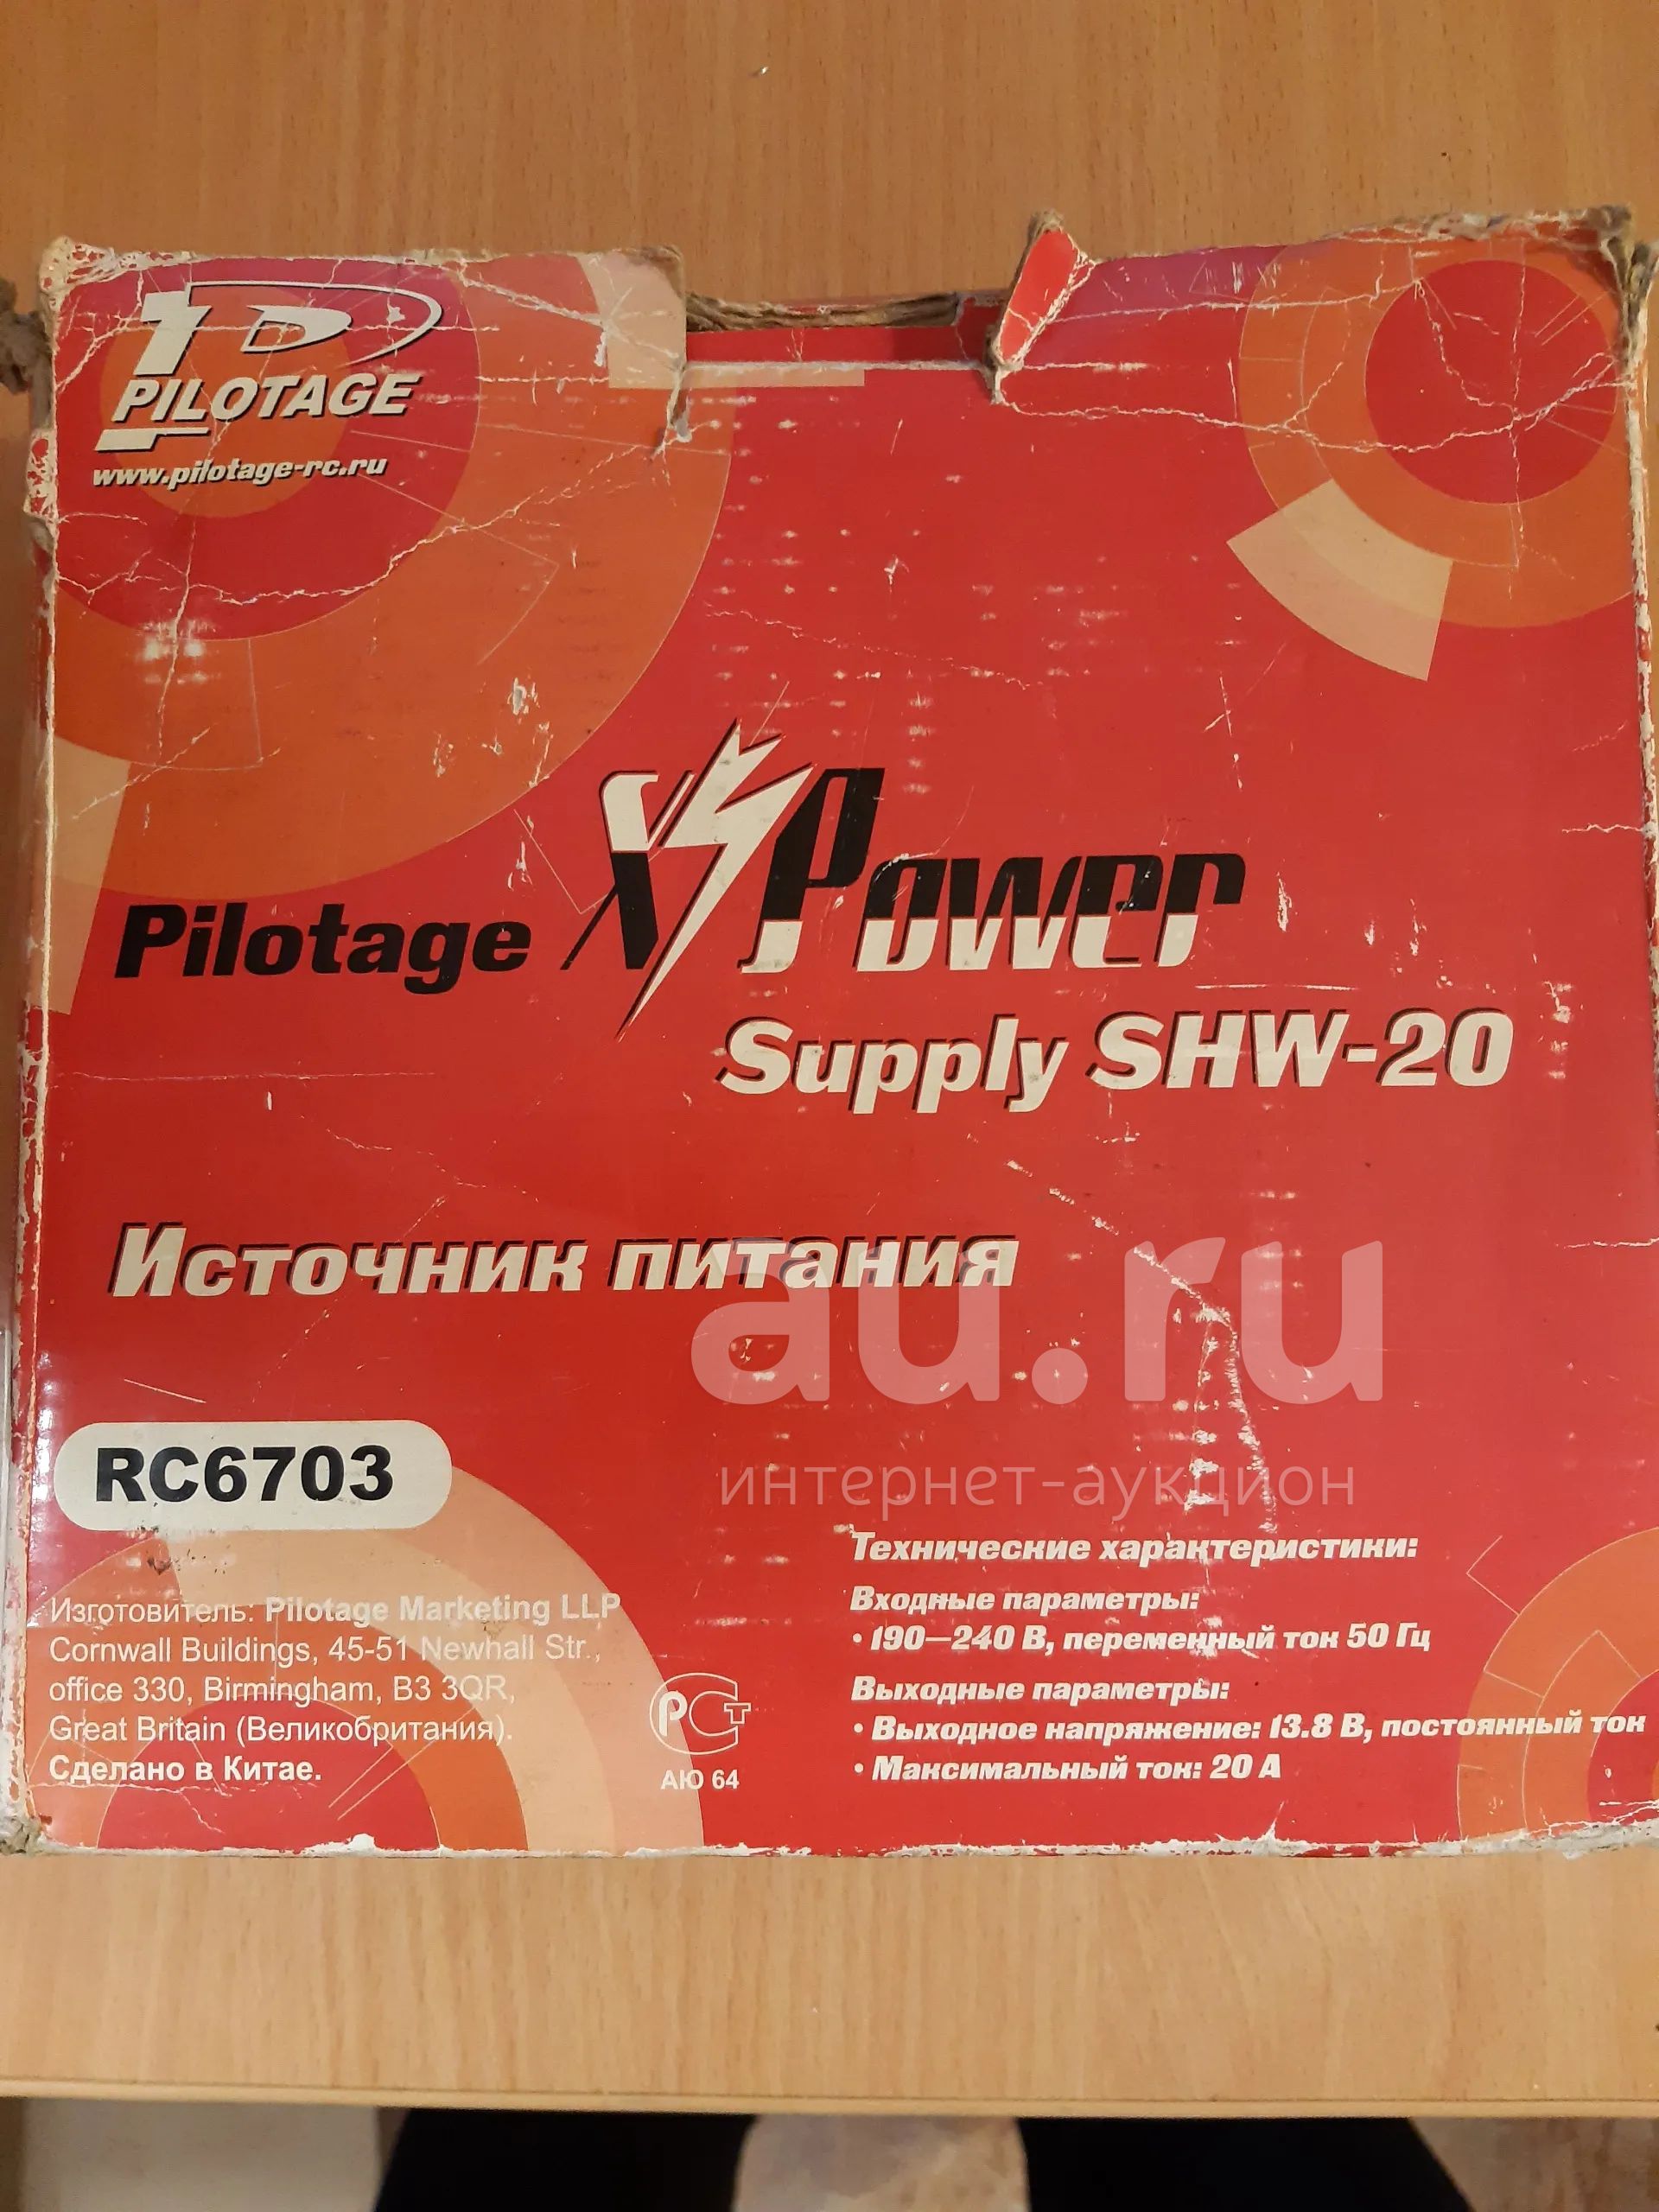 PILOTAGE
www.pilotage-rc.ru
Pilotage X Power
Supply SHW-20
Источник питания
au.ru
интернет-аукцион
RC6703
Изготовитель: Pilotage Marketing LLP
Cornwall Buildings, 45-51 Newhall Str.,
office 330, Birmingham, B3 3QR,
Great Britain (Великобритания).
Сделано в Китае.
РСТ
АЮ 64
Технические характеристики:
Входные параметры:
• 190—240 В, переменный ток 50 Гц
Выходные параметры:
• Выходное напряжение: 13.8 В, постоянный ток
• Максимальный ток: 20 А